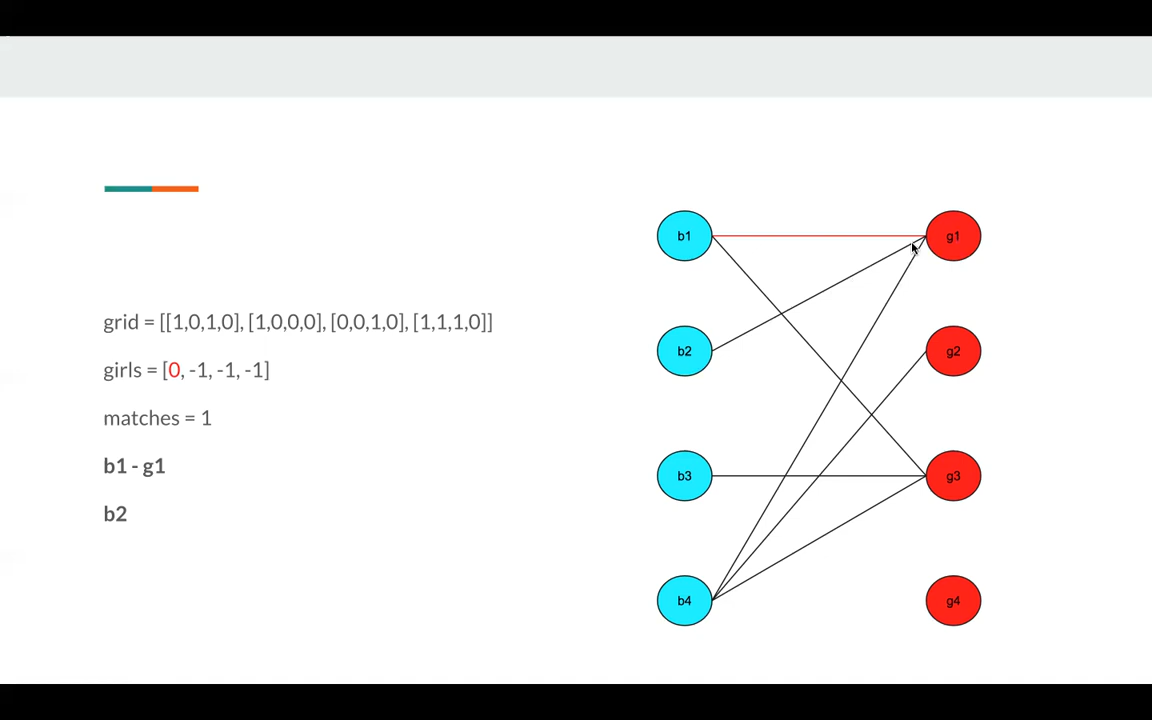 grid = [[1,0,1,0], [1,0,0,0], [0,0,1,0], [1,1,1,0]]
girls = [0, -1, -1, -1]
matches = 1
b1 - g1
b2
b1
g1
b2
g2
b3
g3
b4
g4